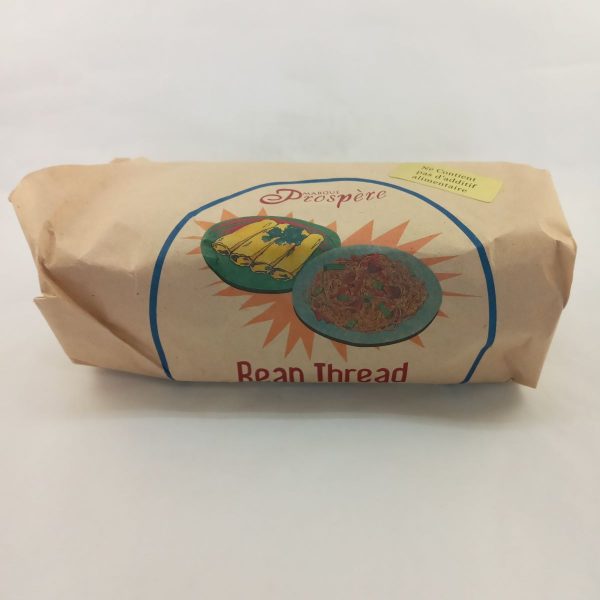 MARQUE
Prospère
Ne Contient
pas d'additif
alimentaire
Bean Thread